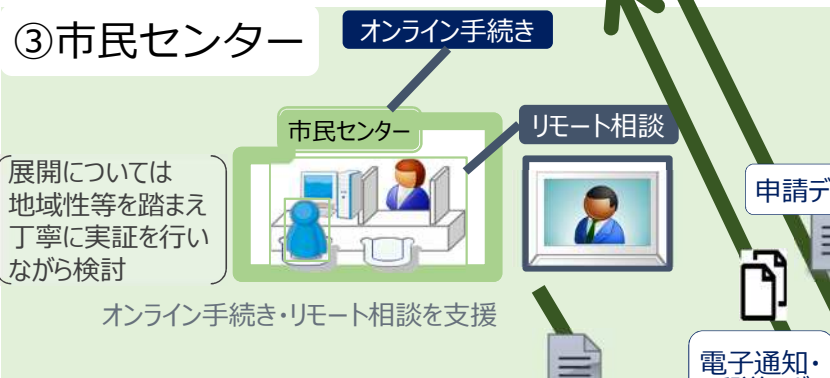 ③市民センター
オンライン手続き
市民センター
リモート相談
展開については
地域性等を踏まえ
丁寧に実証を行い
ながら検討
オンライン手続き・リモート相談を支援
申請デ
電子通知・